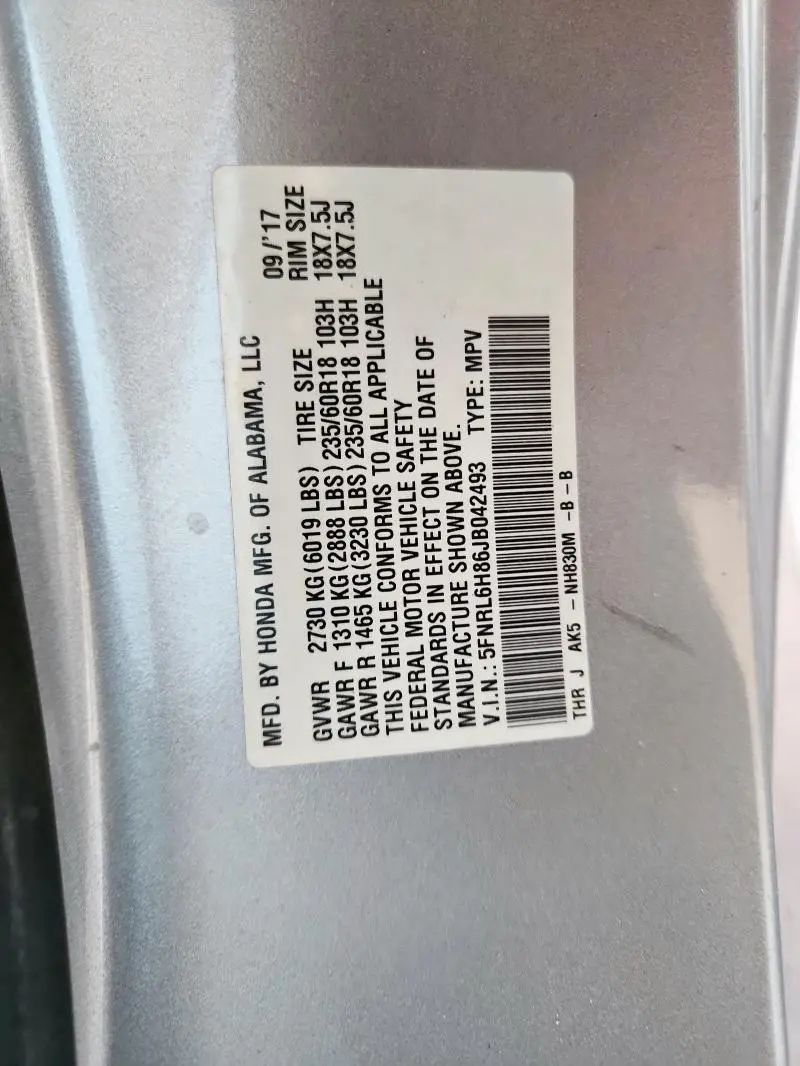 MFD. BY HONDA MFG. OF ALABAMA, LLC 09/'17
GVWR 2730 KG(6019 LBS) TIRE SIZE RIM SIZE
GAWR F 1310 KG(2888 LBS) 235/60R18 103H 18X7.5J
GAWR R 1465 KG(3230 LBS) 235/60R18 103H 18X7.5J
THIS VEHICLE CONFORMS TO ALL APPLICABLE
FEDERAL MOTOR VEHICLE SAFETY
STANDARDS IN EFFECT ON THE DATE OF
MANUFACTURE SHOWN ABOVE.
V.I.N.: 5FNRL6H86JB042493 TYPE: MPV
THR J AK5 - NH830M -B-B